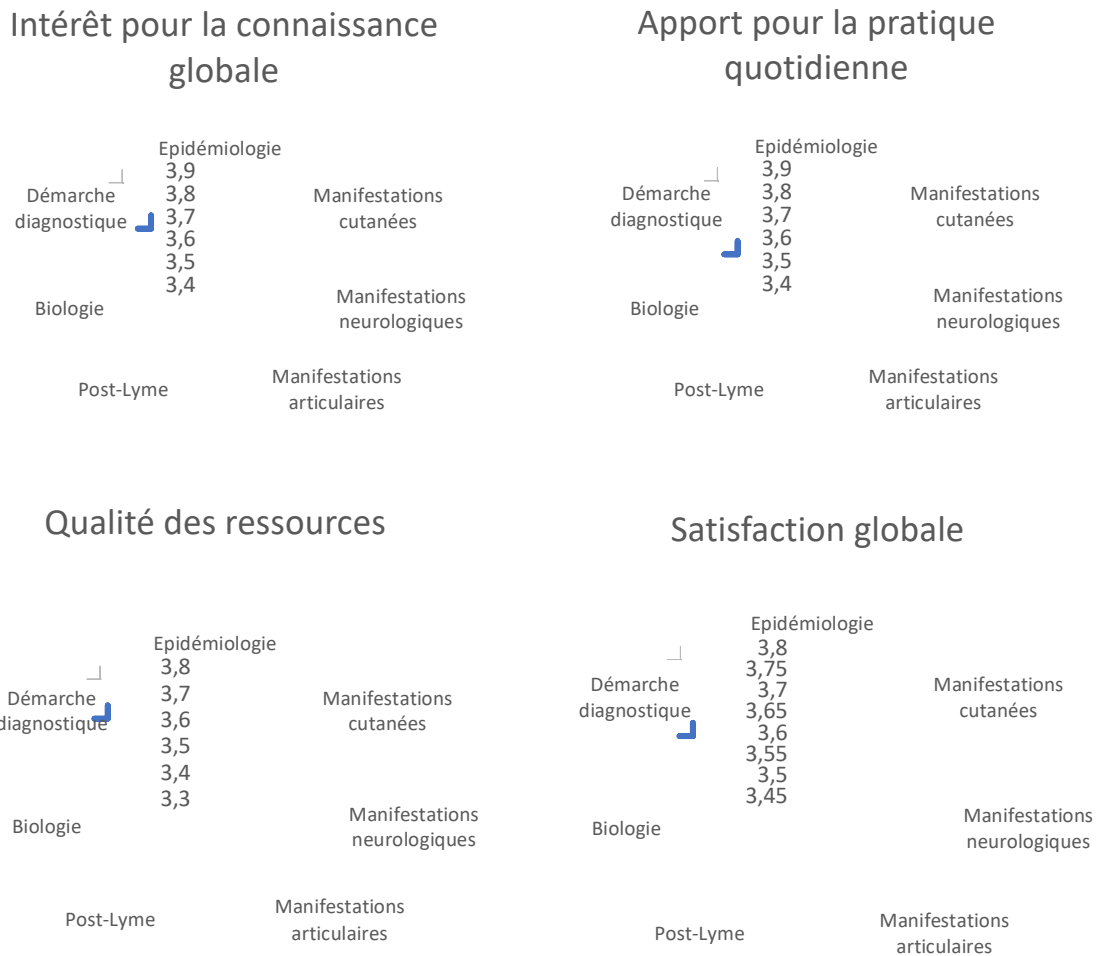 Intérêt pour la connaissance
globale
Epidémiologie
3,9
3,8
3,7
3,6
3,5
3,4
Manifestations
cutanées
Manifestations
neurologiques
Manifestations
articulaires
Post-Lyme
Biologie
Démarche
diagnostique
Apport pour la pratique
quotidienne
Epidémiologie
3,9
3,8
3,7
3,6
3,5
3,4
Manifestations
cutanées
Manifestations
neurologiques
Manifestations
articulaires
Post-Lyme
Biologie
Démarche
diagnostique
Qualité des ressources
Epidémiologie
3,8
3,7
3,6
3,5
3,4
3,3
Manifestations
cutanées
Manifestations
neurologiques
Manifestations
articulaires
Post-Lyme
Biologie
Démarche
diagnostique
Satisfaction globale
Epidémiologie
3,8
3,75
3,7
3,65
3,6
3,55
3,5
3,45
Manifestations
cutanées
Manifestations
neurologiques
Manifestations
articulaires
Post-Lyme
Biologie
Démarche
diagnostique